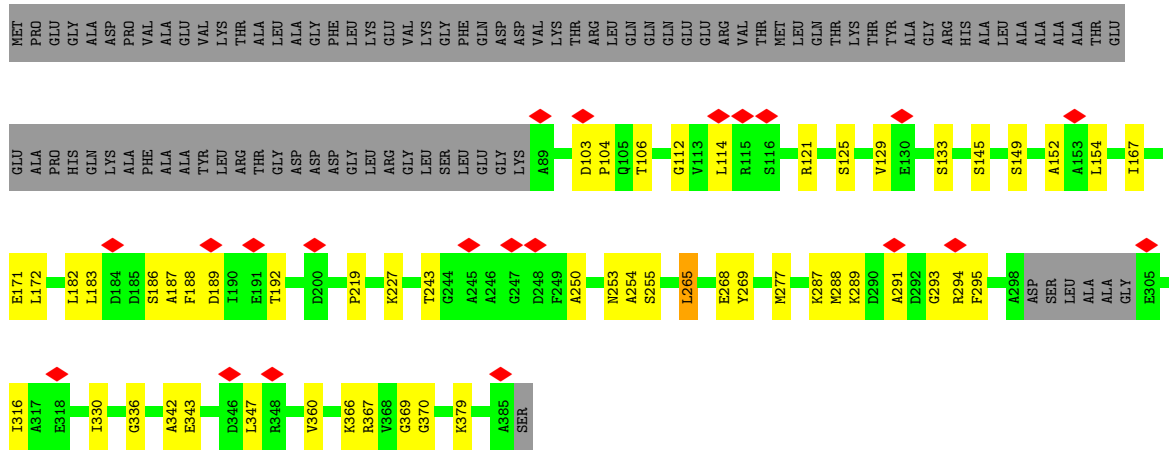 MET PRO GLU GLY ALA ASP PRO VAL ALA GLU VAL LYS THR ALA LEU ALA GLY PHE LEU LYS GLU VAL LYS GLY PHE GLN ASP ASP VAL LYS THR ARG LEU GLN GLN GLN GLU GLU ARG VAL THR MET LEU GLN THR LYS THR TYR ALA GLY ARG HIS ALA LEU ALA ALA ALA ALA THR GLU
GLU ALA PRO HIS GLN LYS ALA PHE ALA ALA TYR LEU ARG THR GLY ASP ASP ASP GLY LEU ARG GLY LEU SER LEU GLU GLY LYS A89 D103 P104 Q105 T106 G112 V113 L114 R115 S116 R121 S125 V129 E130 S133 S145 S149 A152 A153 L154 I167
E171 L172 L182 L183 D184 D185 S186 A187 F188 D189 I190 E191 T192 D200 P219 K227 T243 G244 A245 A246 G247 D248 F249 A250 N253 A254 S255 L265 E268 Y269 M277 K287 M288 K289 D290 A291 D292 G293 R294 F295 A298 ASP SER LEU ALA ALA GLY E305
I316 A317 E318 I330 G336 A342 E343 D346 L347 R348 V360 K366 R367 V368 G369 G370 K379 A385 SER